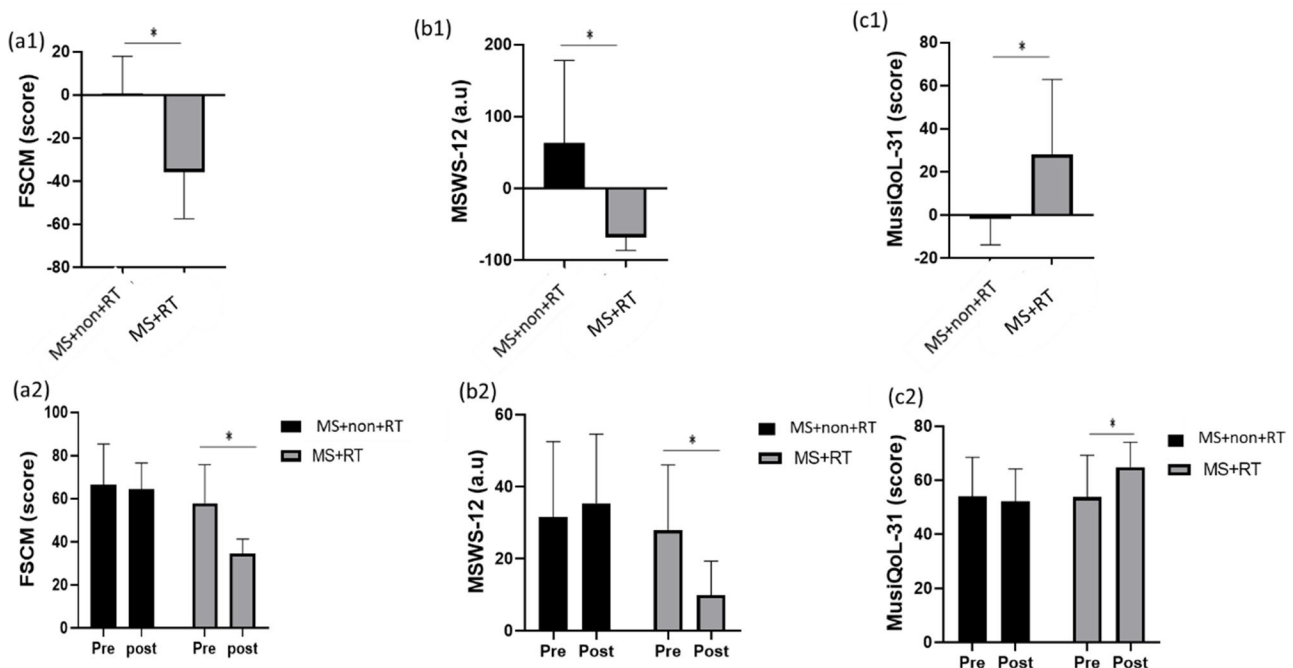 (a1)
FSCM (score)
20
0
-20
-40
-60
-80
*
MS+non+RT
MS+RT
(b1)
MSWS-12 (a.u)
200
100
0
-100
*
MS+non+RT
MS+RT
(c1)
MusiQoL-31 (score)
80
60
40
20
0
-20
*
MS+non+RT
MS+RT
(a2)
FSCM (score)
100
80
60
40
20
0
*
Pre post Pre post
MS+non+RT
MS+RT
(b2)
MSWS-12 (a.u)
60
40
20
0
*
Pre Post Pre Post
MS+non+RT
MS+RT
(c2)
MusiQoL-31 (score)
100
80
60
40
20
0
*
Pre Post Pre Post
MS+non+RT
MS+RT